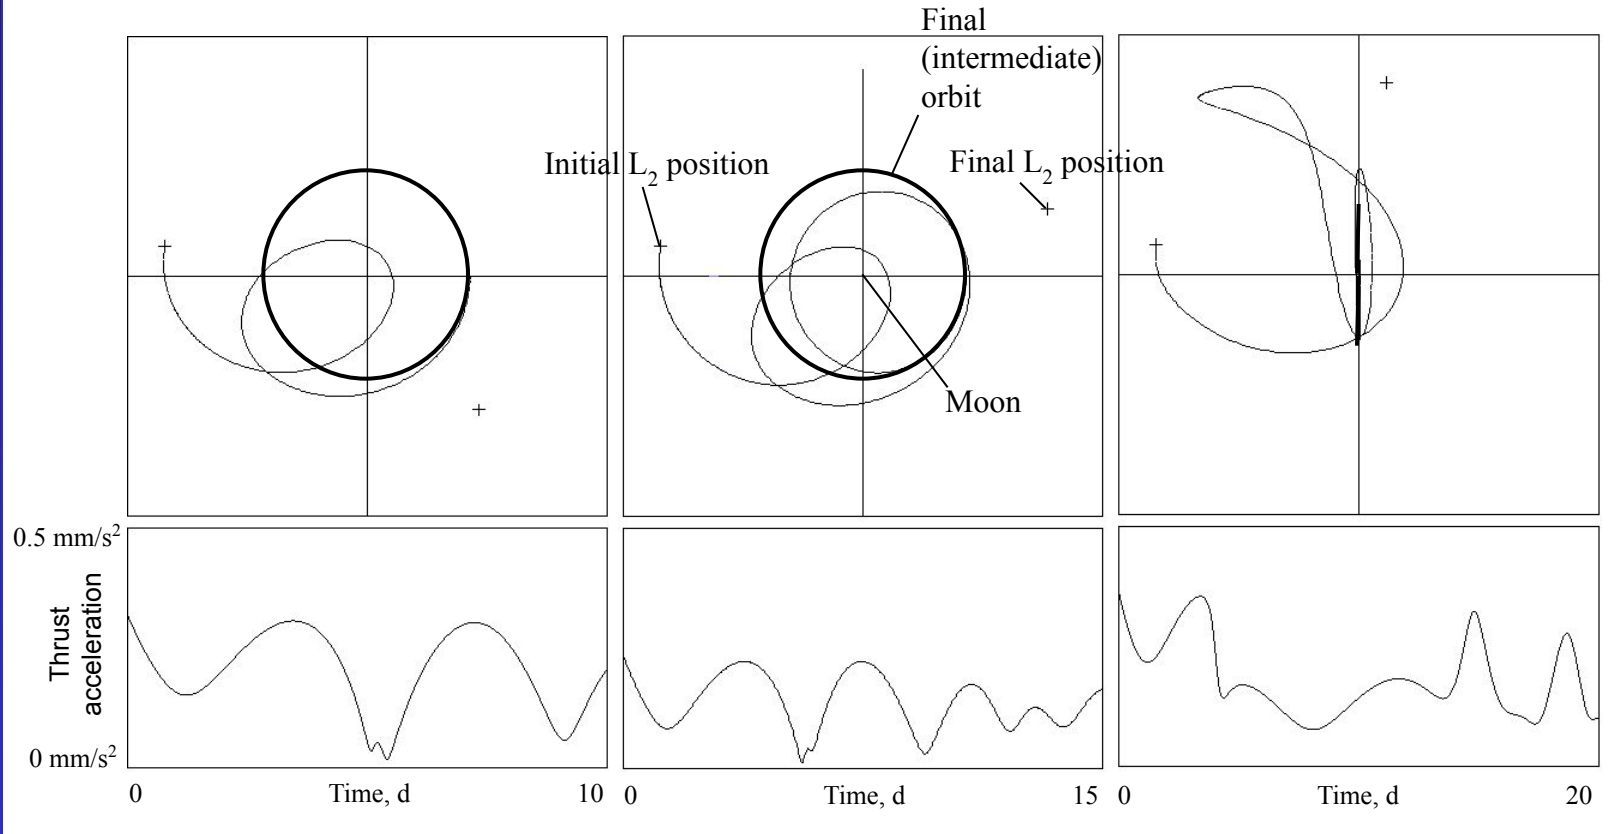 Final
(intermediate)
orbit
Initial L2 position
Final L2 position
Moon
0.5 mm/s2
Thrust
acceleration
0 mm/s2
0
Time, d
10
0
Time, d
15
0
Time, d
20